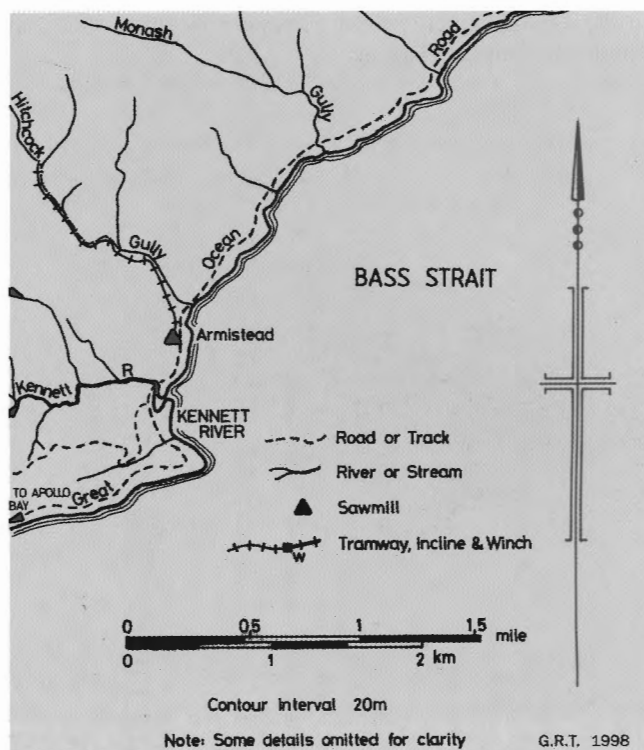 Monash
Gully
Road
Hitchcock
Gully
Ocean
BASS STRAIT
Armistead
Kennett
R
KENNETT
RIVER
Great
TO APOLLO
BAY
Road or Track
River or Stream
Sawmill
W
Tramway, Incline & Winch
0 0,5 1 1,5
mile
0 1 2 km
Contour Interval 20m
Note: Some details omitted for clarity
G.R.T. 1998